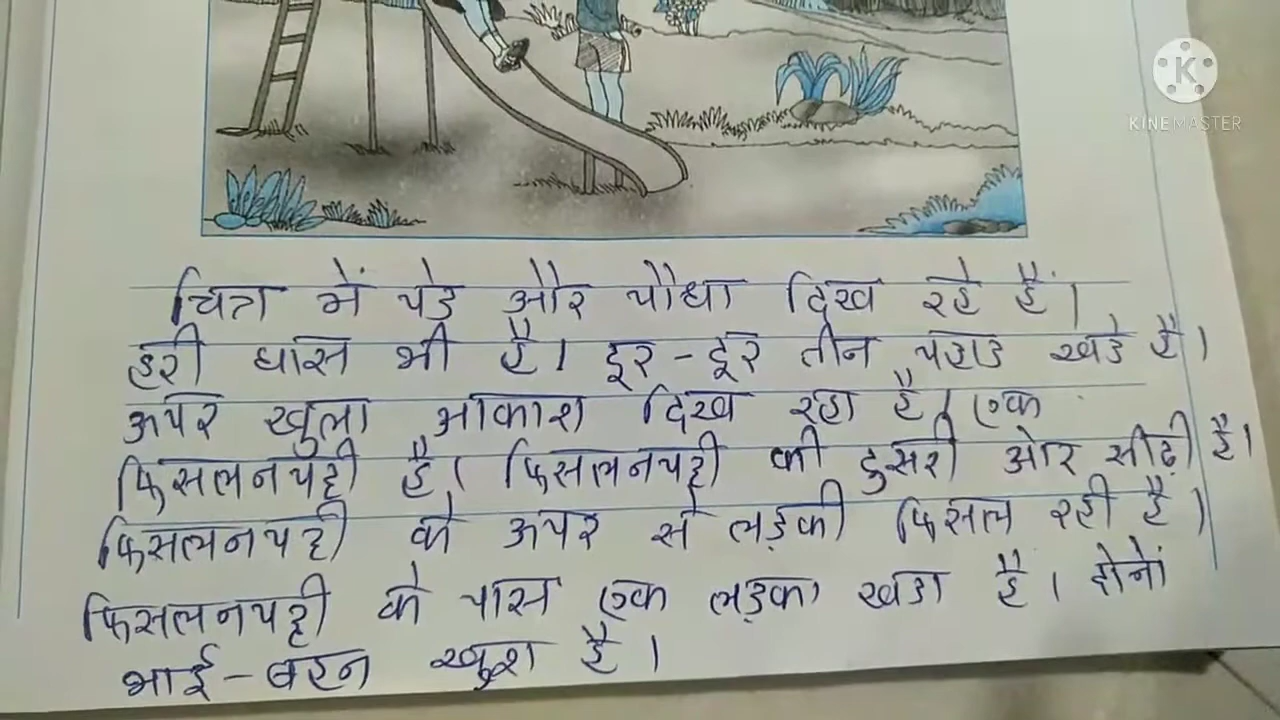 K
KINEMASTER
चित्र में पेड और पौधा दिख रहे हैं।
हरी घास भी है। दूर-दूर तीन पहाड खडे है।
ऊपर खुला आकाश दिख रहा है। एक
फिसलनपट्टी है। फिसलनपट्टी की दुसरी ओर सीढ़ी है।
फिसलनपट्टी के ऊपर से लड़की फिसल रही है।
फिसलनपट्टी के पास एक लड़का खडा है। दोनों
भाई-बहन खुश है।